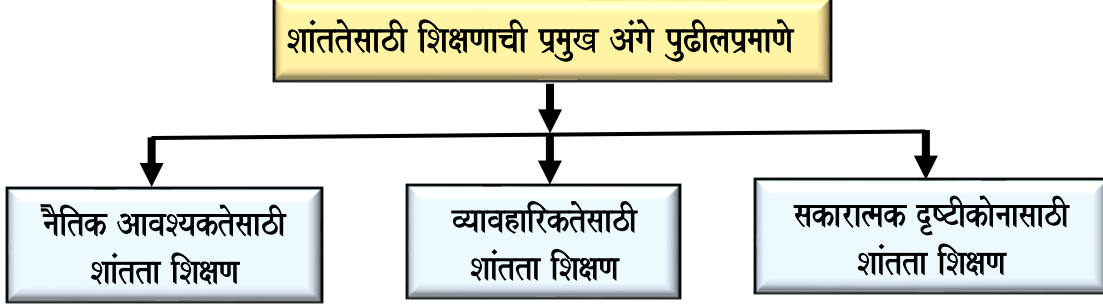 शांततेसाठी शिक्षणाची प्रमुख अंगे पुढीलप्रमाणे
नैतिक आवश्यकतेसाठी
शांतता शिक्षण
व्यावहारिकतेसाठी
शांतता शिक्षण
सकारात्मक दृष्टीकोनासाठी
शांतता शिक्षण